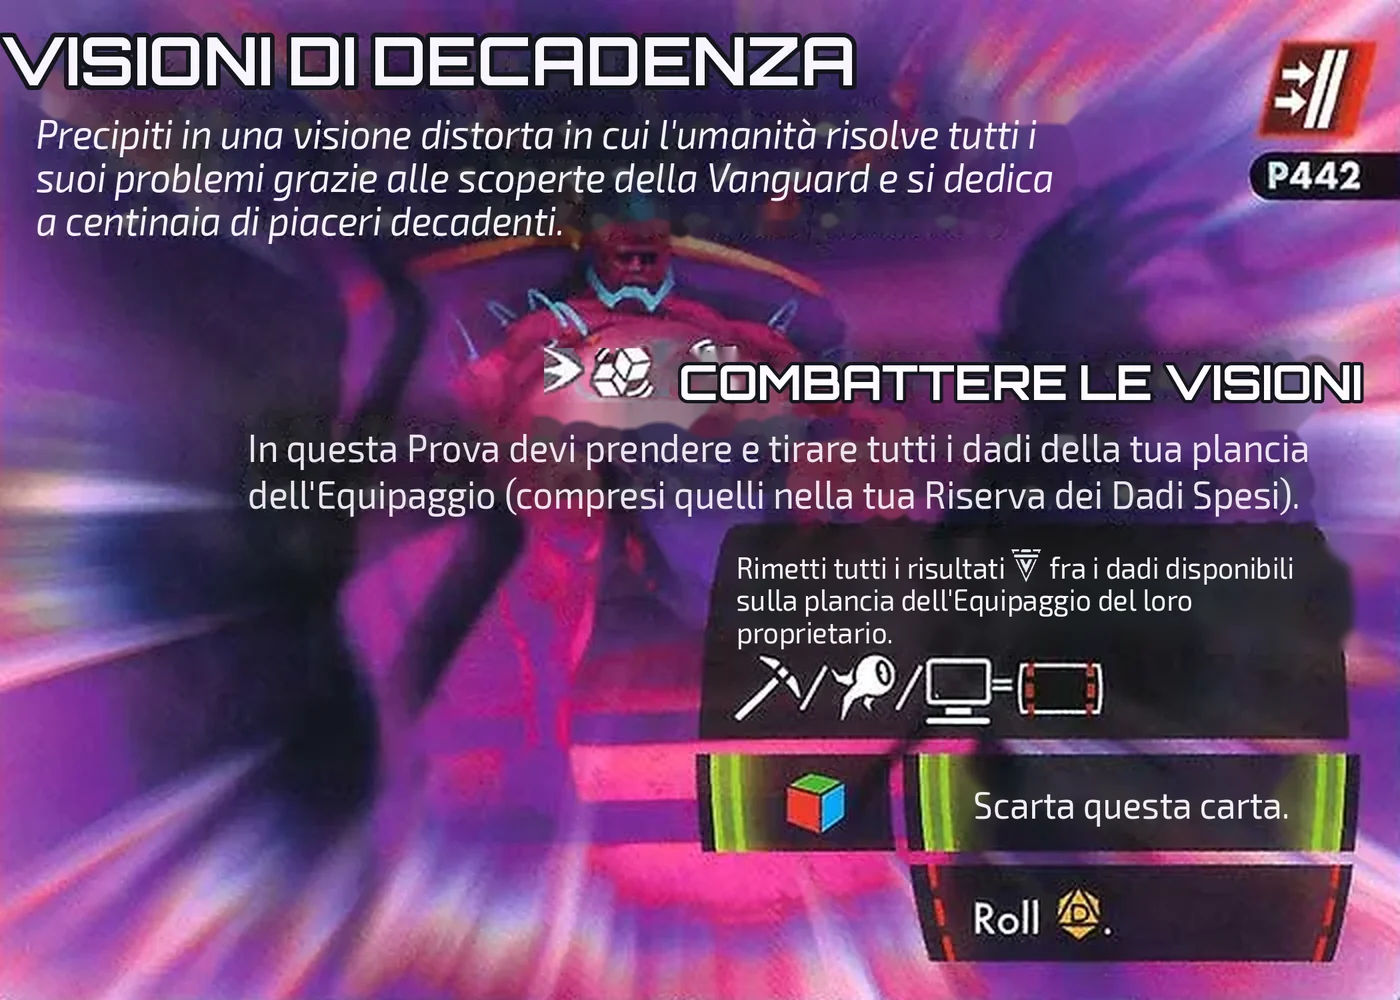 VISIONI DI DECADENZA
P442
Precipiti in una visione distorta in cui l'umanità risolve tutti i
suoi problemi grazie alle scoperte della Vanguard e si dedica
a centinaia di piaceri decadenti.
COMBATTERE LE VISIONI
In questa Prova devi prendere e tirare tutti i dadi della tua plancia
dell'Equipaggio (compresi quelli nella tua Riserva dei Dadi Spesi).
Rimetti tutti i risultati fra i dadi disponibili
sulla plancia dell'Equipaggio del loro
proprietario.
/ / =
Scarta questa carta.
Roll D.